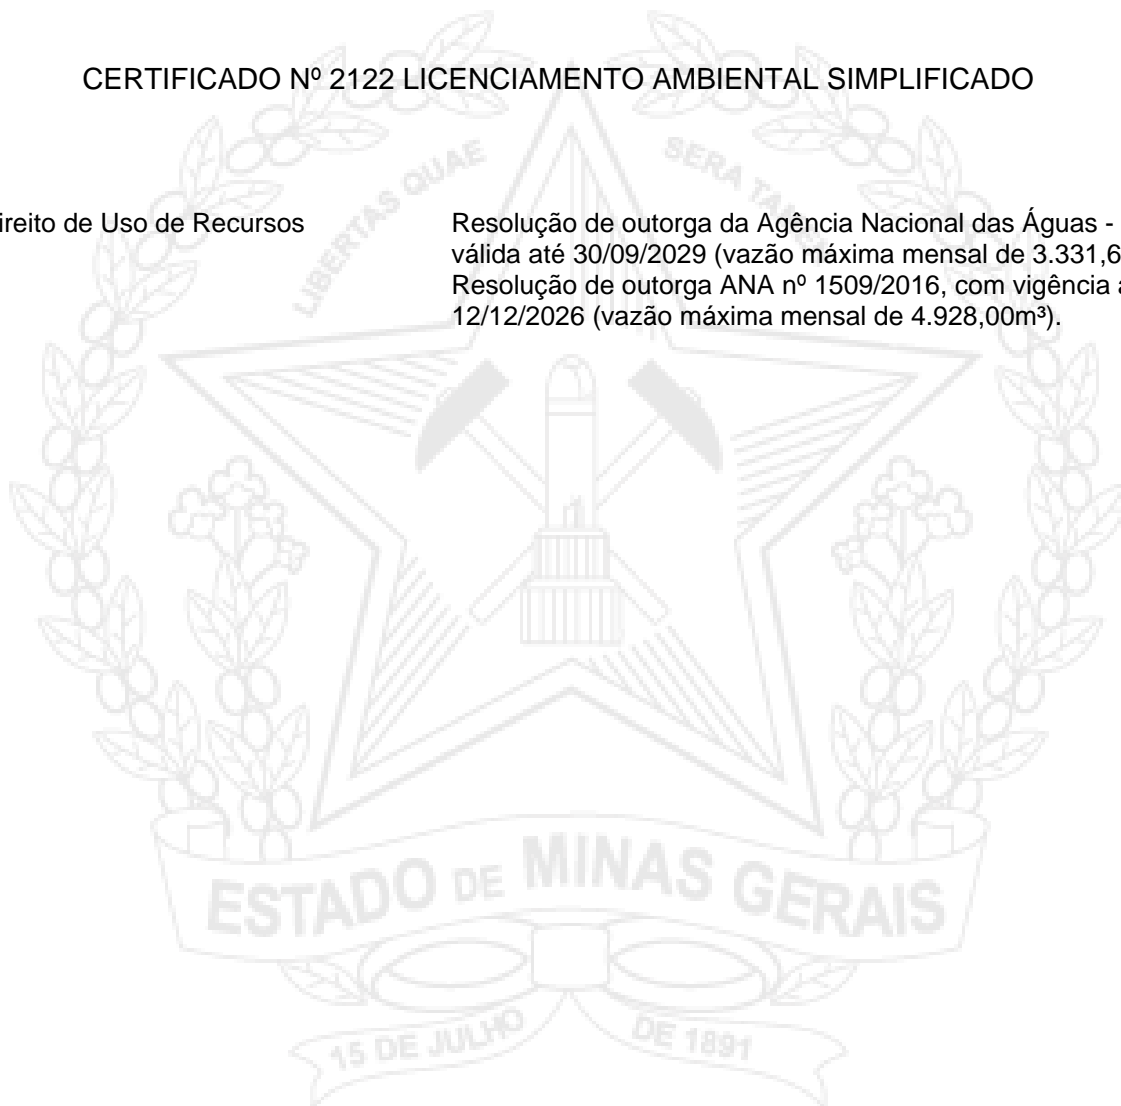 CERTIFICADO Nº 2122 LICENCIAMENTO AMBIENTAL SIMPLIFICADO
LIBERTAS QUAE SERA
ireito de Uso de Recursos
Resolução de outorga da Agência Nacional das Águas -
válida até 30/09/2029 (vazão máxima mensal de 3.331,6
Resolução de outorga ANA nº 1509/2016, com vigência a
12/12/2026 (vazão máxima mensal de 4.928,00m³).
ESTADO DE MINAS GERAIS
15 DE JULHO DE 1891